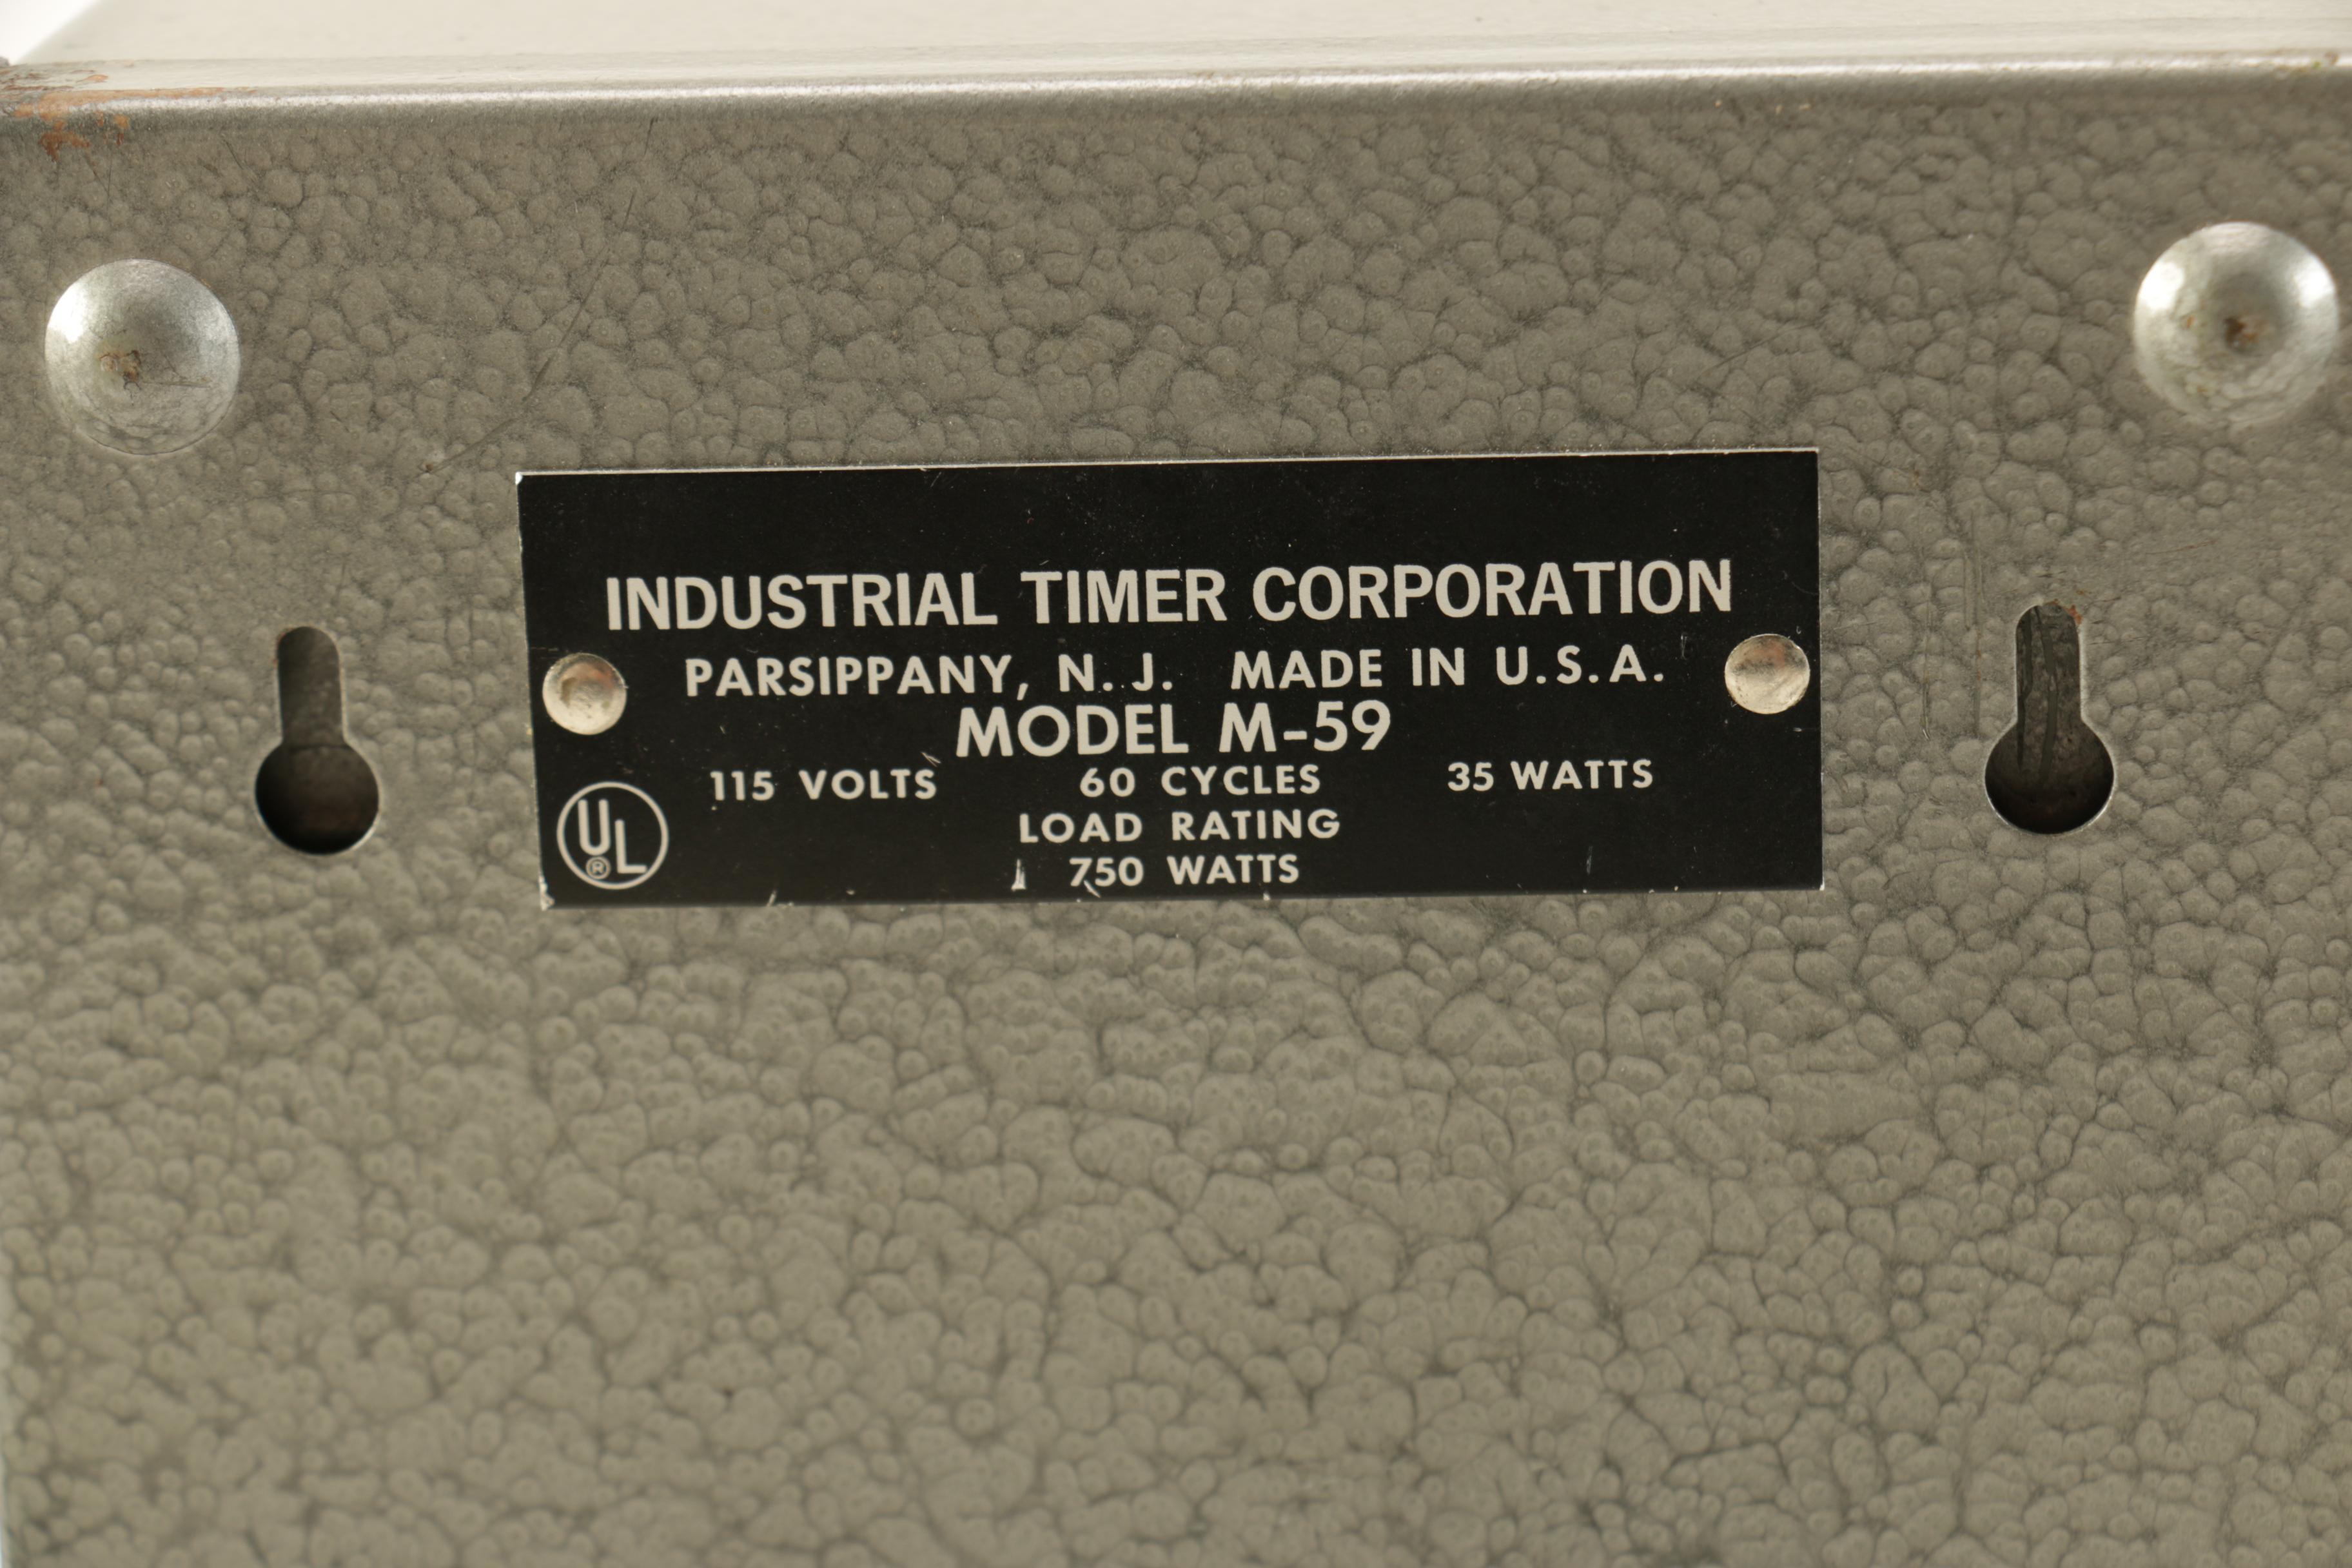 INDUSTRIAL TIMER CORPORATION
PARSIPPANY, N. J. MADE IN U.S.A.
MODEL M-59
115 VOLTS 60 CYCLES 35 WATTS
LOAD RATING
750 WATTS
UL®